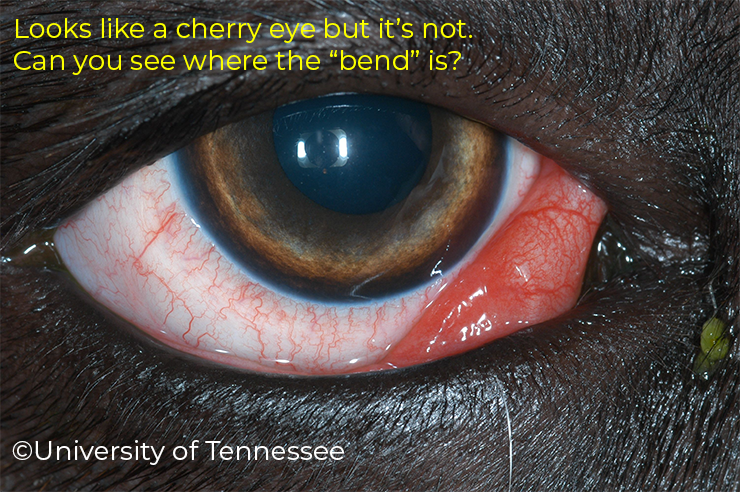 Looks like a cherry eye but it’s not.
Can you see where the “bend” is?
©University of Tennessee